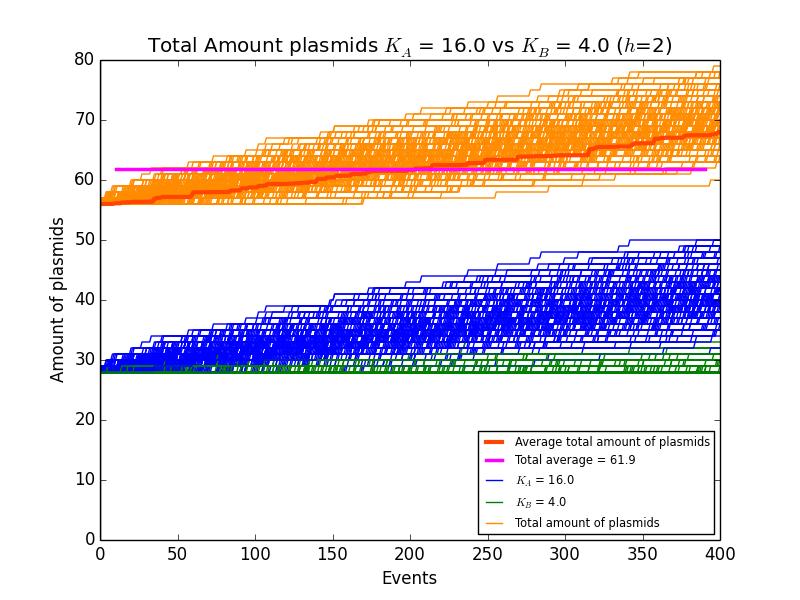 Total Amount plasmids K_A = 16.0 vs K_B = 4.0 (h=2)
80
70
60
50
40
30
20
10
0
Amount of plasmids
0 50 100 150 200 250 300 350 400
Events
Average total amount of plasmids
Total average = 61.9
K_A = 16.0
K_B = 4.0
Total amount of plasmids